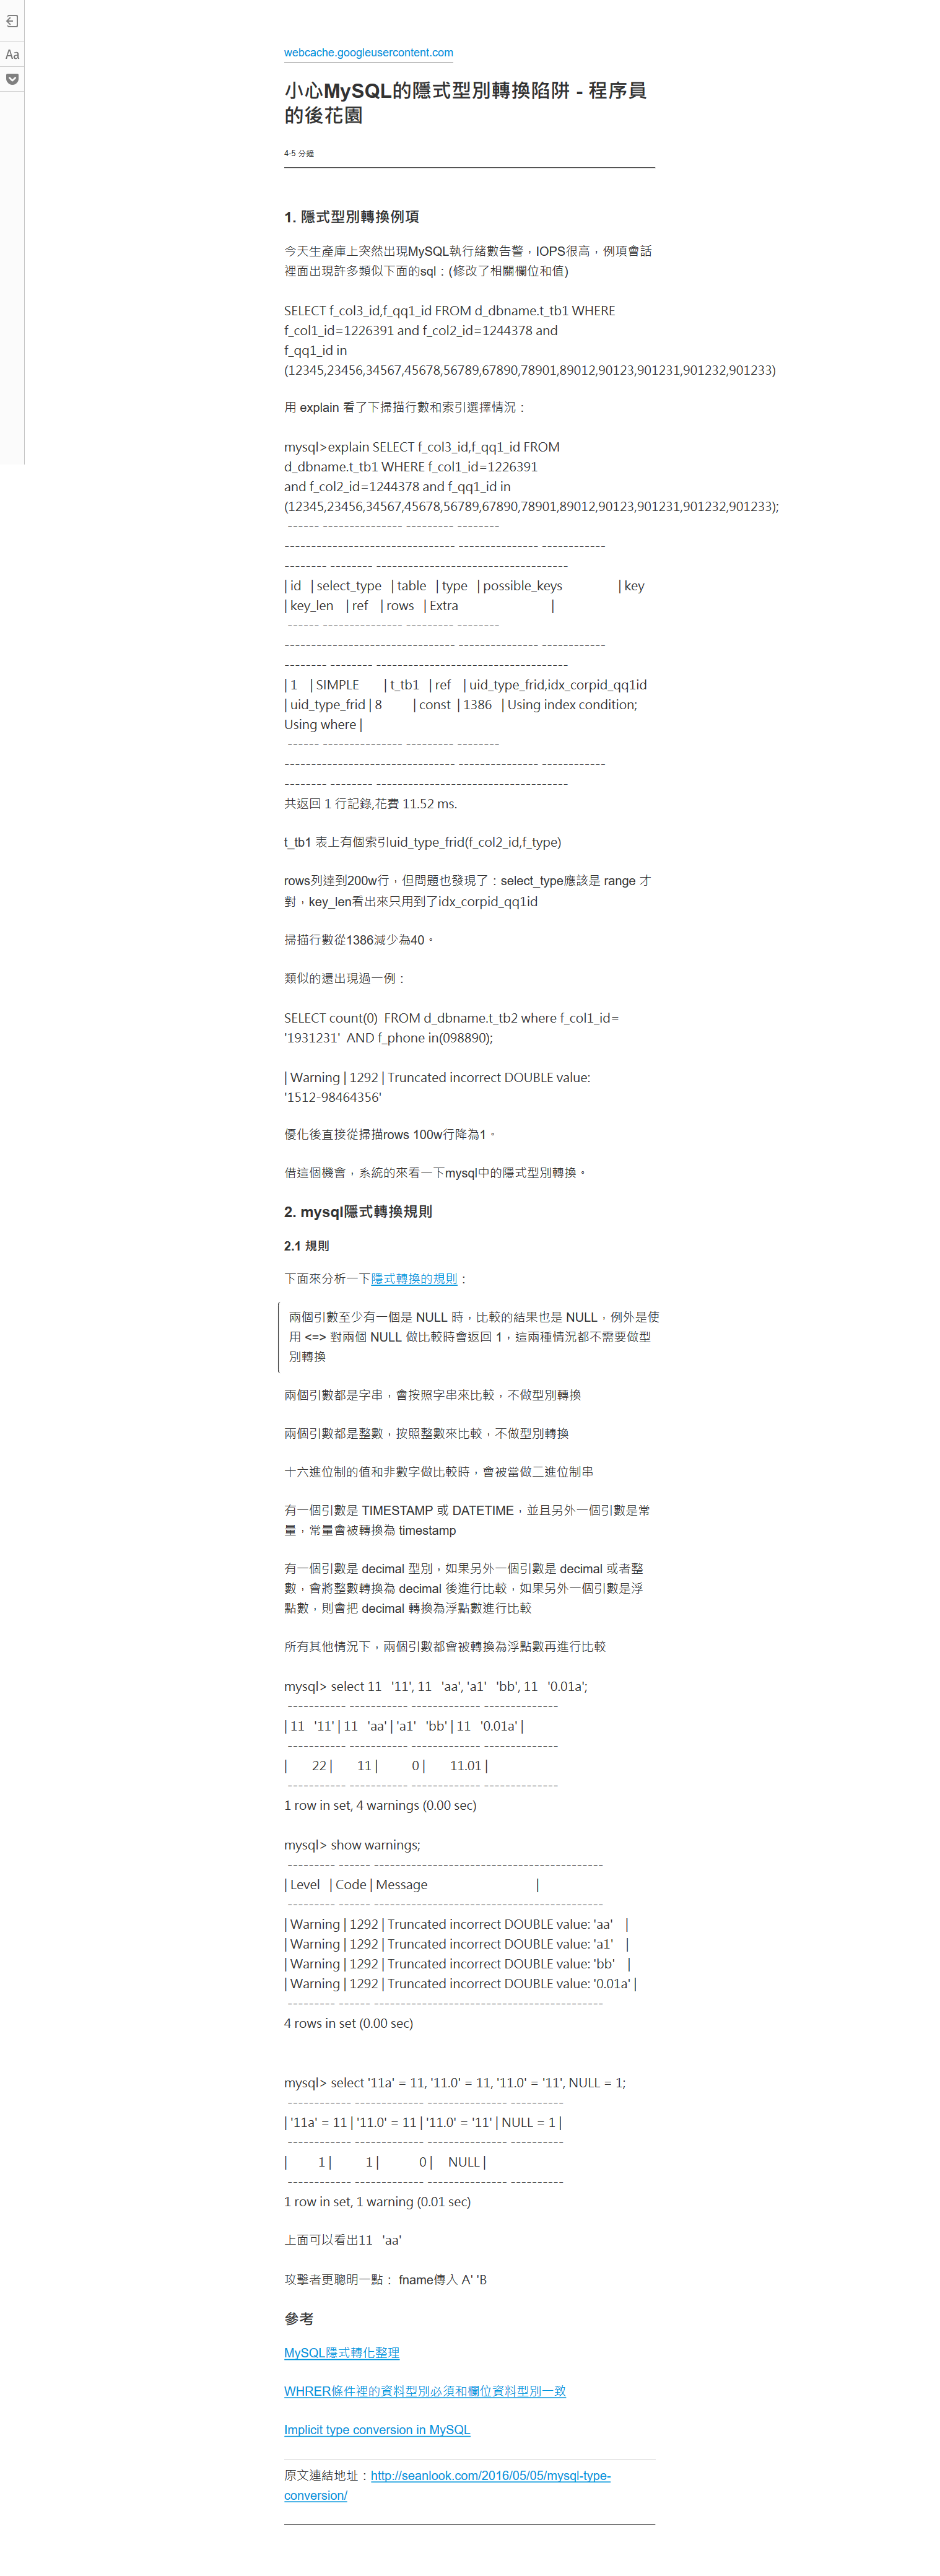 Aa
webcache.googleusercontent.com
小心MySQL的隱式型別轉換陷阱 - 程序員
的後花園
4-5 分鐘
1. 隱式型別轉換例項
今天生產庫上突然出現MySQL執行緒數告警，IOPS很高，例項會話
裡面出現許多類似下面的sql：(修改了相關欄位和值)
SELECT f_col3_id,f_qq1_id FROM d_dbname.t_tb1 WHERE
f_col1_id=1226391 and f_col2_id=1244378 and
f_qq1_id in
(12345,23456,34567,45678,56789,67890,78901,89012,90123,901231,901232,901233)
用 explain 看了下掃描行數和索引選擇情況：
mysql>explain SELECT f_col3_id,f_qq1_id FROM
d_dbname.t_tb1 WHERE f_col1_id=1226391
and f_col2_id=1244378 and f_qq1_id in
(12345,23456,34567,45678,56789,67890,78901,89012,90123,901231,901232,901233);
------ --------------- --------- --------
-------------------------------- --------------- ------------
-------- -------- ------------------------------------
| id | select_type | table | type | possible_keys | key
| key_len | ref | rows | Extra |
------ --------------- --------- --------
-------------------------------- --------------- ------------
-------- -------- ------------------------------------
| 1 | SIMPLE | t_tb1 | ref | uid_type_frid,idx_corpid_qq1id
| uid_type_frid | 8 | const | 1386 | Using index condition;
Using where |
------ --------------- --------- --------
-------------------------------- --------------- ------------
-------- -------- ------------------------------------
共返回 1 行記錄,花費 11.52 ms.
t_tb1 表上有個索引uid_type_frid(f_col2_id,f_type)
rows列達到200w行，但問題也發現了：select_type應該是 range 才
對，key_len看出來只用到了idx_corpid_qq1id
掃描行數從1386減少為40。
類似的還出現過一例：
SELECT count(0) FROM d_dbname.t_tb2 where f_col1_id=
'1931231' AND f_phone in(098890);
| Warning | 1292 | Truncated incorrect DOUBLE value:
'1512-98464356'
優化後直接從掃描rows 100w行降為1。
借這個機會，系統的來看一下mysql中的隱式型別轉換。
2. mysql隱式轉換規則
2.1 規則
下面來分析一下隱式轉換的規則：
兩個引數至少有一個是 NULL 時，比較的結果也是 NULL，例外是使
用 <=> 對兩個 NULL 做比較時會返回 1，這兩種情況都不需要做型
別轉換
兩個引數都是字串，會按照字串來比較，不做型別轉換
兩個引數都是整數，按照整數來比較，不做型別轉換
十六進位制的值和非數字做比較時，會被當做二進位制串
有一個引數是 TIMESTAMP 或 DATETIME，並且另外一個引數是常
量，常量會被轉換為 timestamp
有一個引數是 decimal 型別，如果另外一個引數是 decimal 或者整
數，會將整數轉換為 decimal 後進行比較，如果另外一個引數是浮
點數，則會把 decimal 轉換為浮點數進行比較
所有其他情況下，兩個引數都會被轉換為浮點數再進行比較
mysql> select 11 '11', 11 'aa', 'a1' 'bb', 11 '0.01a';
----------- ----------- ------------- --------------
| 11 '11' | 11 'aa' | 'a1' 'bb' | 11 '0.01a' |
----------- ----------- ------------- --------------
| 22 | 11 | 0 | 11.01 |
----------- ----------- ------------- --------------
1 row in set, 4 warnings (0.00 sec)
mysql> show warnings;
--------- ------ -------------------------------------------
| Level | Code | Message |
--------- ------ -------------------------------------------
| Warning | 1292 | Truncated incorrect DOUBLE value: 'aa' |
| Warning | 1292 | Truncated incorrect DOUBLE value: 'a1' |
| Warning | 1292 | Truncated incorrect DOUBLE value: 'bb' |
| Warning | 1292 | Truncated incorrect DOUBLE value: '0.01a' |
--------- ------ -------------------------------------------
4 rows in set (0.00 sec)
mysql> select '11a' = 11, '11.0' = 11, '11.0' = '11', NULL = 1;
------------ ------------- --------------- ----------
| '11a' = 11 | '11.0' = 11 | '11.0' = '11' | NULL = 1 |
------------ ------------- --------------- ----------
| 1 | 1 | 0 | NULL |
------------ ------------- --------------- ----------
1 row in set, 1 warning (0.01 sec)
上面可以看出11 'aa'
攻擊者更聰明一點： fname傳入 A' 'B
參考
MySQL隱式轉化整理
WHRER條件裡的資料型別必須和欄位資料型別一致
Implicit type conversion in MySQL
原文連結地址：http://seanlook.com/2016/05/05/mysql-type-
conversion/